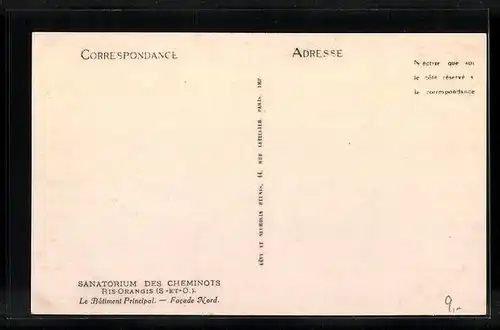 CORRESPONDANCE
ADRESSE
N'écrire que sur
le côté réservé à
la correspondance
SANATORIUM DES CHEMINOTS
RIS-ORANGIS (S.-ET-O.).
Le Bâtiment Principal. — Façade Nord.
9,-